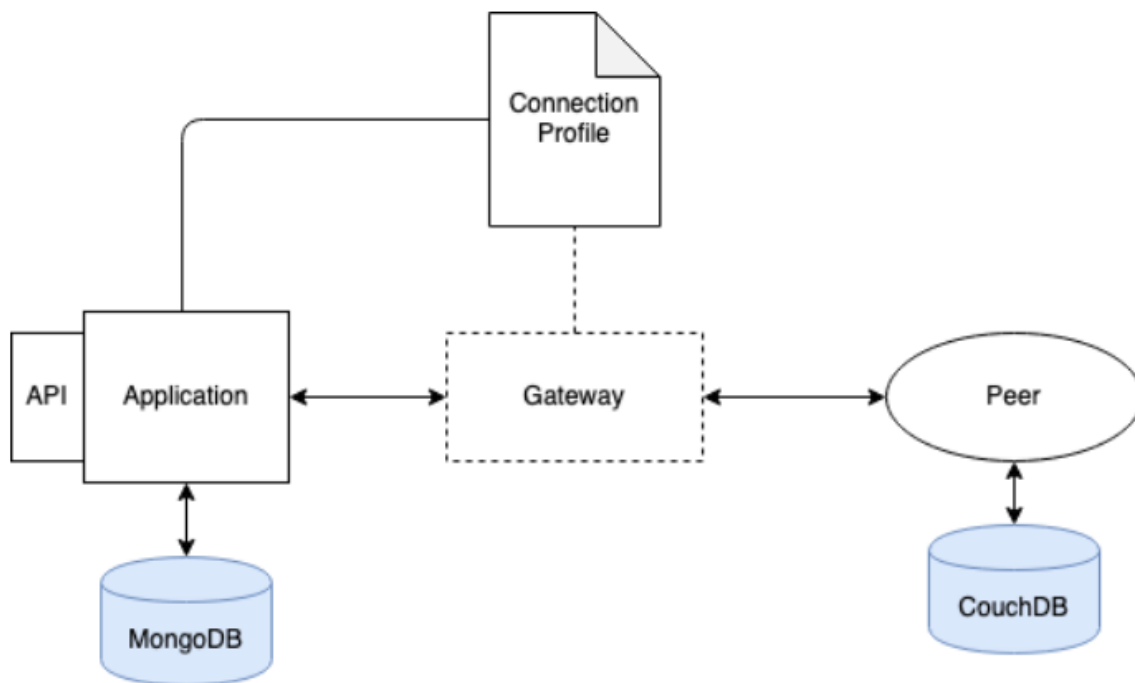 Connection
Profile
API
Application
Gateway
Peer
MongoDB
CouchDB